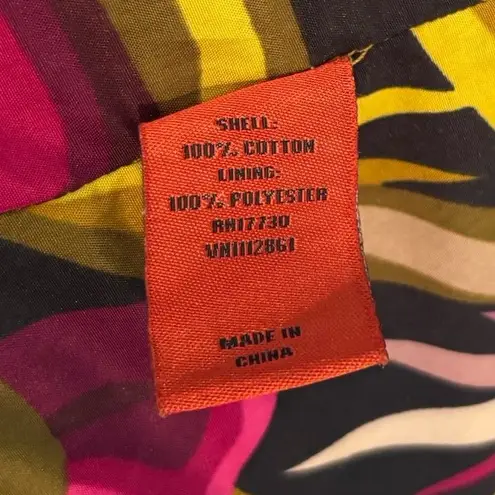 SHELL:
100% COTTON
LINING:
100% POLYESTER
RN17730
VN1112861
MADE IN
CHINA